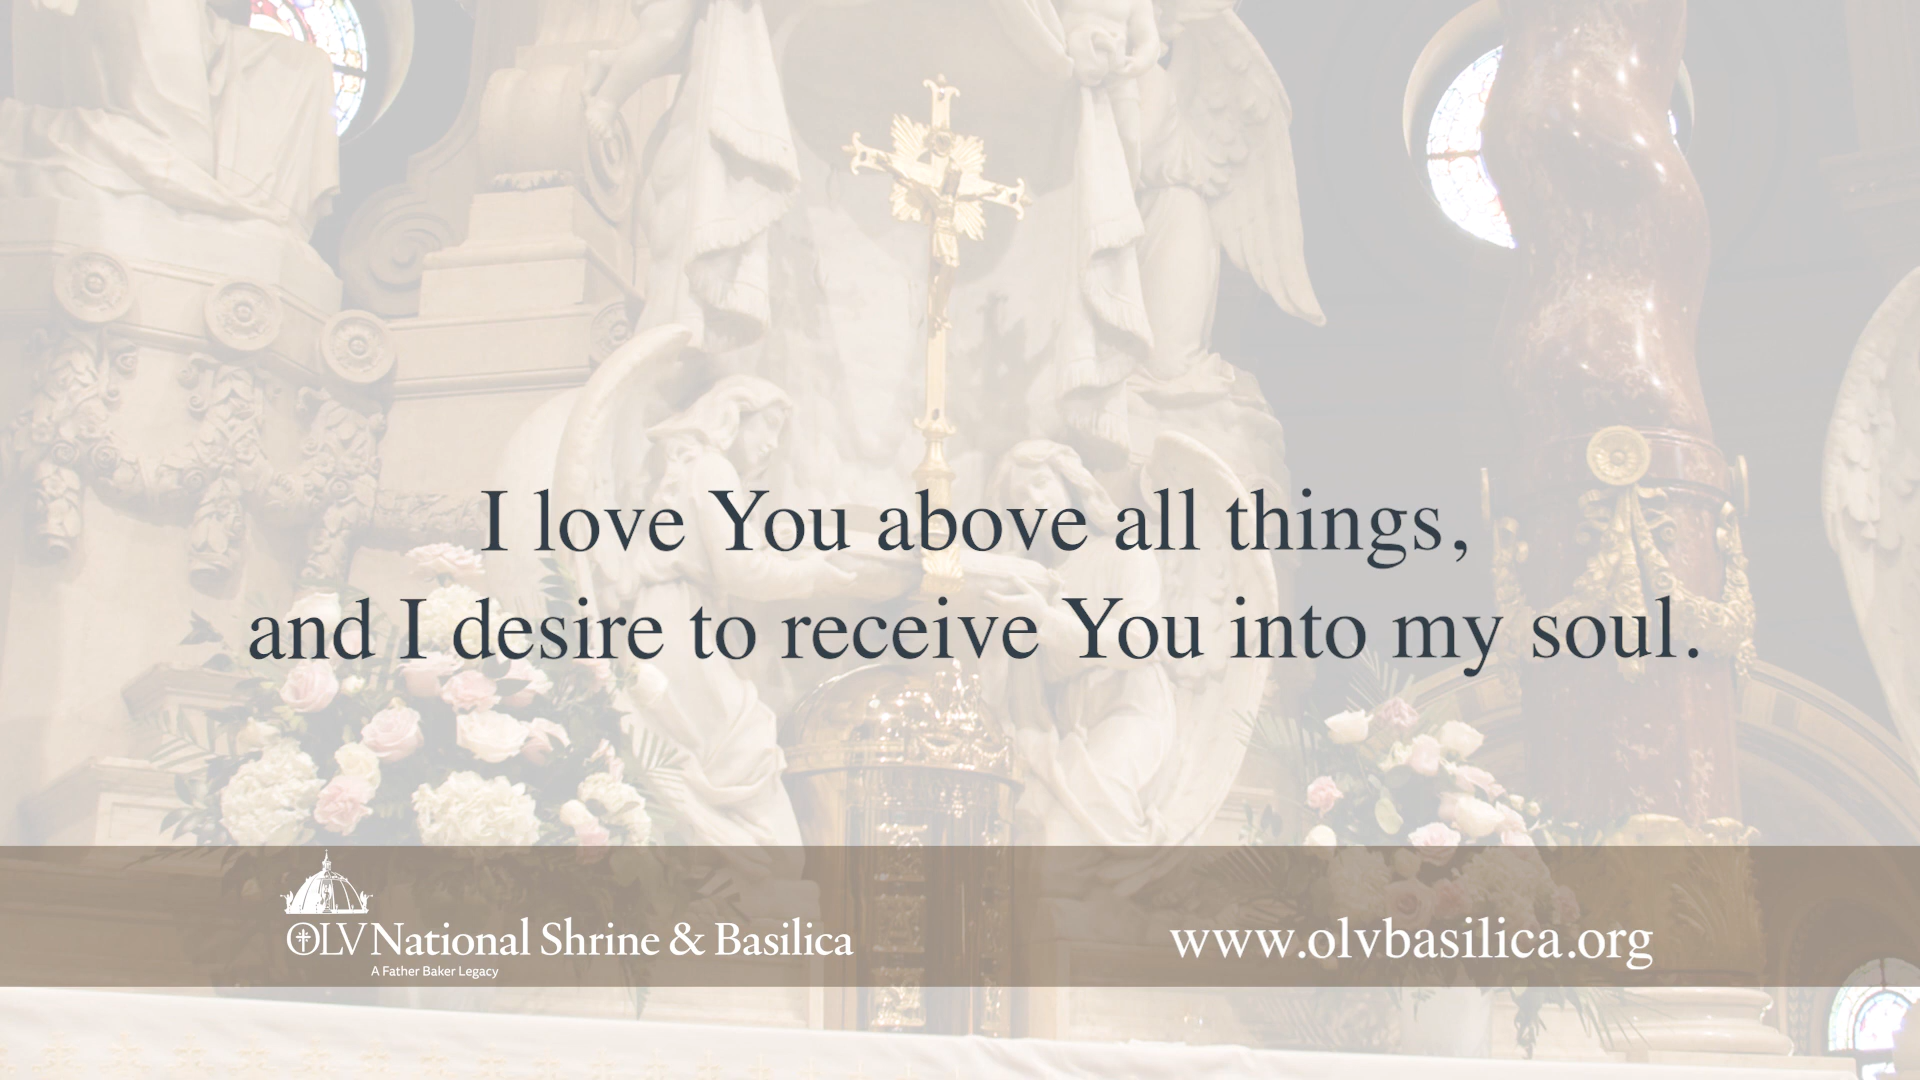 I love You above all things,
and I desire to receive You into my soul.
OLV National Shrine & Basilica
A Father Baker Legacy
www.olvbasilica.org